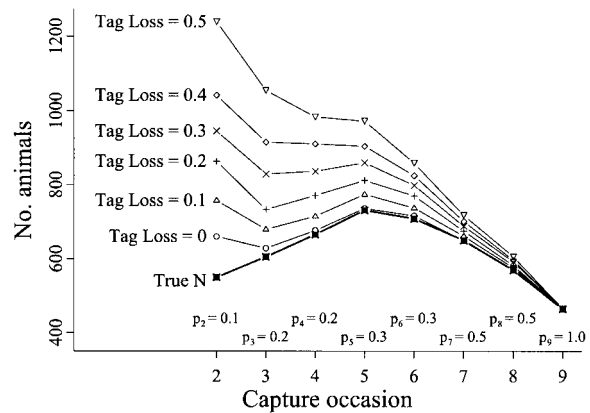 1200
1000
800
600
400
No. animals
Tag Loss = 0.5
Tag Loss = 0.4
Tag Loss = 0.3
Tag Loss = 0.2
Tag Loss = 0.1
Tag Loss = 0
True N
p2 = 0.1
p3 = 0.2
p4 = 0.2
p5 = 0.3
p6 = 0.3
p7 = 0.5
p8 = 0.5
p9 = 1.0
2 3 4 5 6 7 8 9
Capture occasion